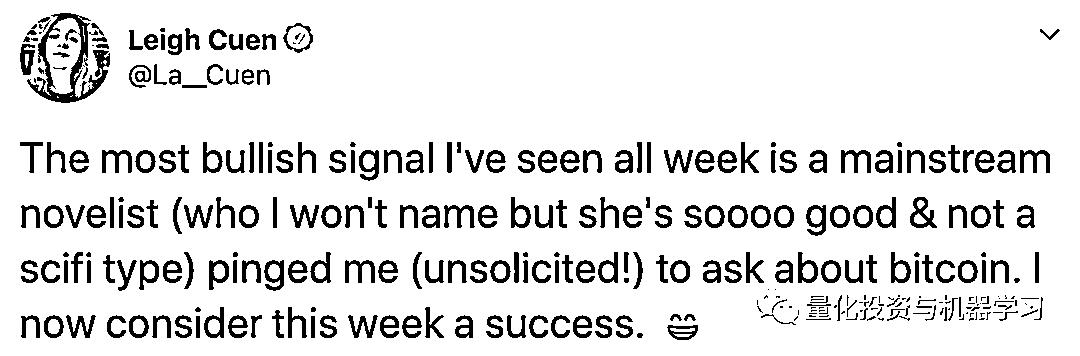 Leigh Cuen
@La__Cuen
The most bullish signal I've seen all week is a mainstream
novelist (who I won't name but she's soooo good & not a
scifi type) pinged me (unsolicited!) to ask about bitcoin. I
now consider this week a success. 😄
量化投资与机器学习